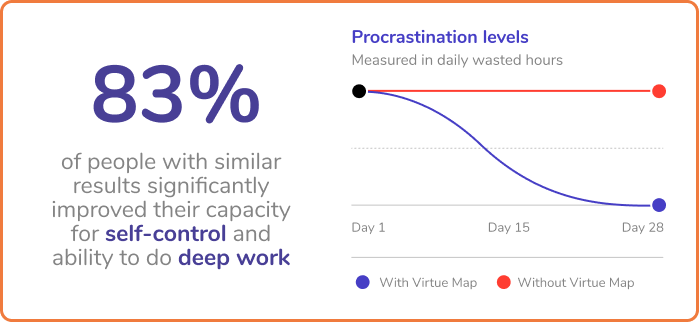 83%
of people with similar
results significantly
improved their capacity
for self-control and
ability to do deep work
Procrastination levels
Measured in daily wasted hours
Day 1 Day 15 Day 28
With Virtue Map Without Virtue Map